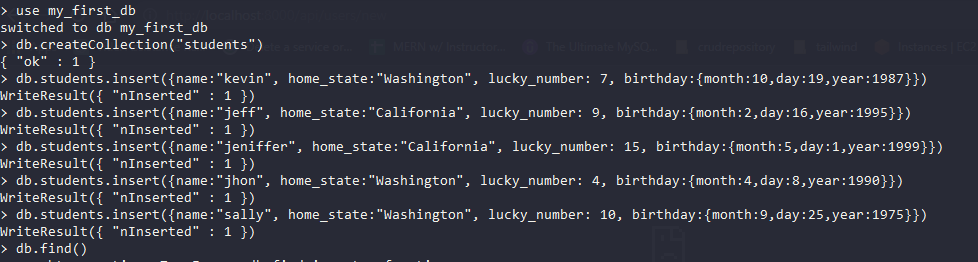 > use my_first_db
switched to db my_first_db
> db.createCollection("students")
{ "ok" : 1 }
> db.students.insert({name:"kevin", home_state:"Washington", lucky_number: 7, birthday:{month:10,day:19,year:1987}})
WriteResult({ "nInserted" : 1 })
> db.students.insert({name:"jeff", home_state:"California", lucky_number: 9, birthday:{month:2,day:16,year:1995}})
WriteResult({ "nInserted" : 1 })
> db.students.insert({name:"jeniffer", home_state:"California", lucky_number: 15, birthday:{month:5,day:1,year:1999}})
WriteResult({ "nInserted" : 1 })
> db.students.insert({name:"jhon", home_state:"Washington", lucky_number: 4, birthday:{month:4,day:8,year:1990}})
WriteResult({ "nInserted" : 1 })
> db.students.insert({name:"sally", home_state:"Washington", lucky_number: 10, birthday:{month:9,day:25,year:1975}})
WriteResult({ "nInserted" : 1 })
> db.find()